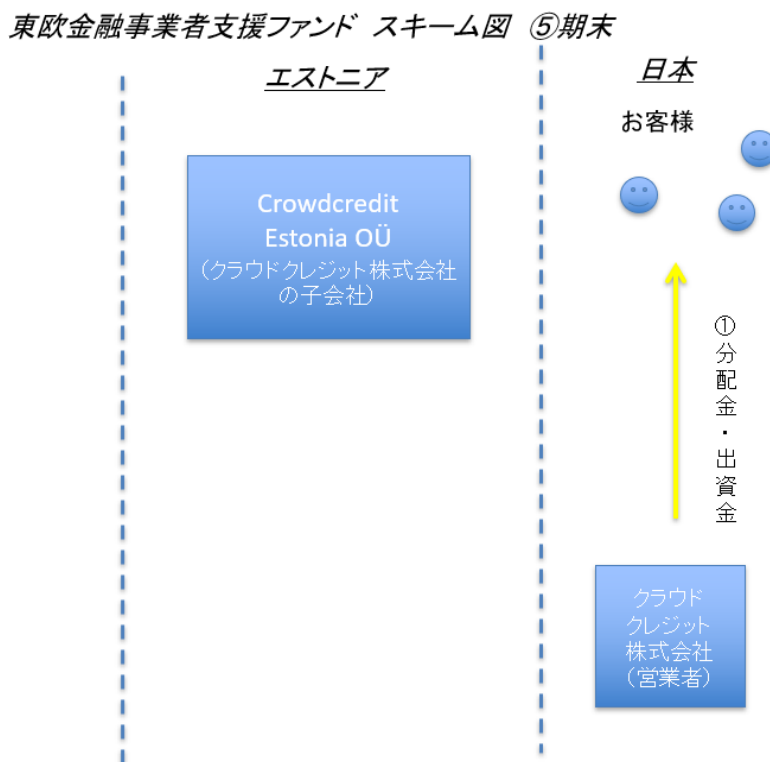 東欧金融事業者支援ファンド スキーム図 ⑤期末
エストニア
日本
お客様
Crowdcredit
Estonia OÜ
(クラウドクレジット株式会社
の子会社)
①分配金・出資金
クラウド
クレジット
株式会社
(営業者)